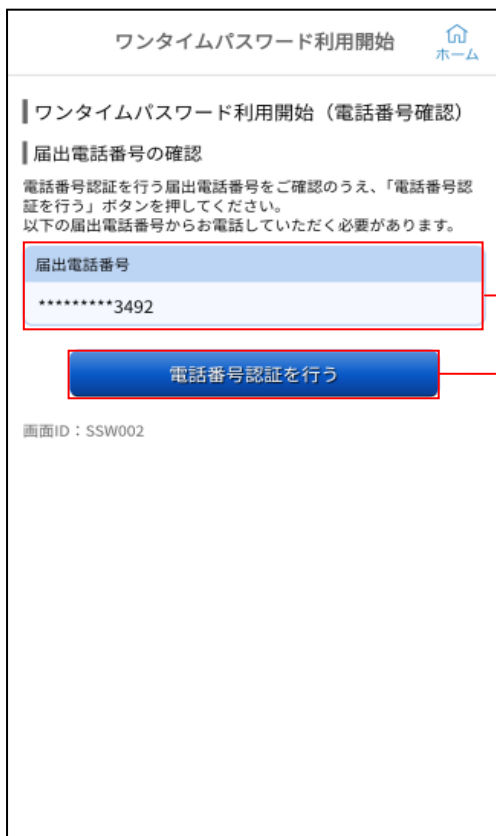 ワンタイムパスワード利用開始
ホーム
ワンタイムパスワード利用開始（電話番号確認）
届出電話番号の確認
電話番号認証を行う届出電話番号をご確認のうえ、「電話番号認
証を行う」ボタンを押してください。
以下の届出電話番号からお電話していただく必要があります。
届出電話番号
*********3492
電話番号認証を行う
画面ID：SSW002